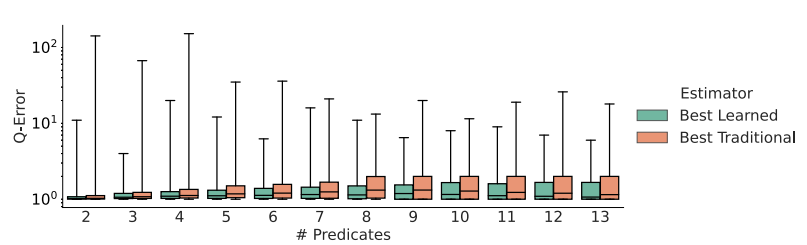 10²
10¹
10⁰
Q-Error
2 3 4 5 6 7 8 9 10 11 12 13
# Predicates
Estimator
Best Learned
Best Traditional